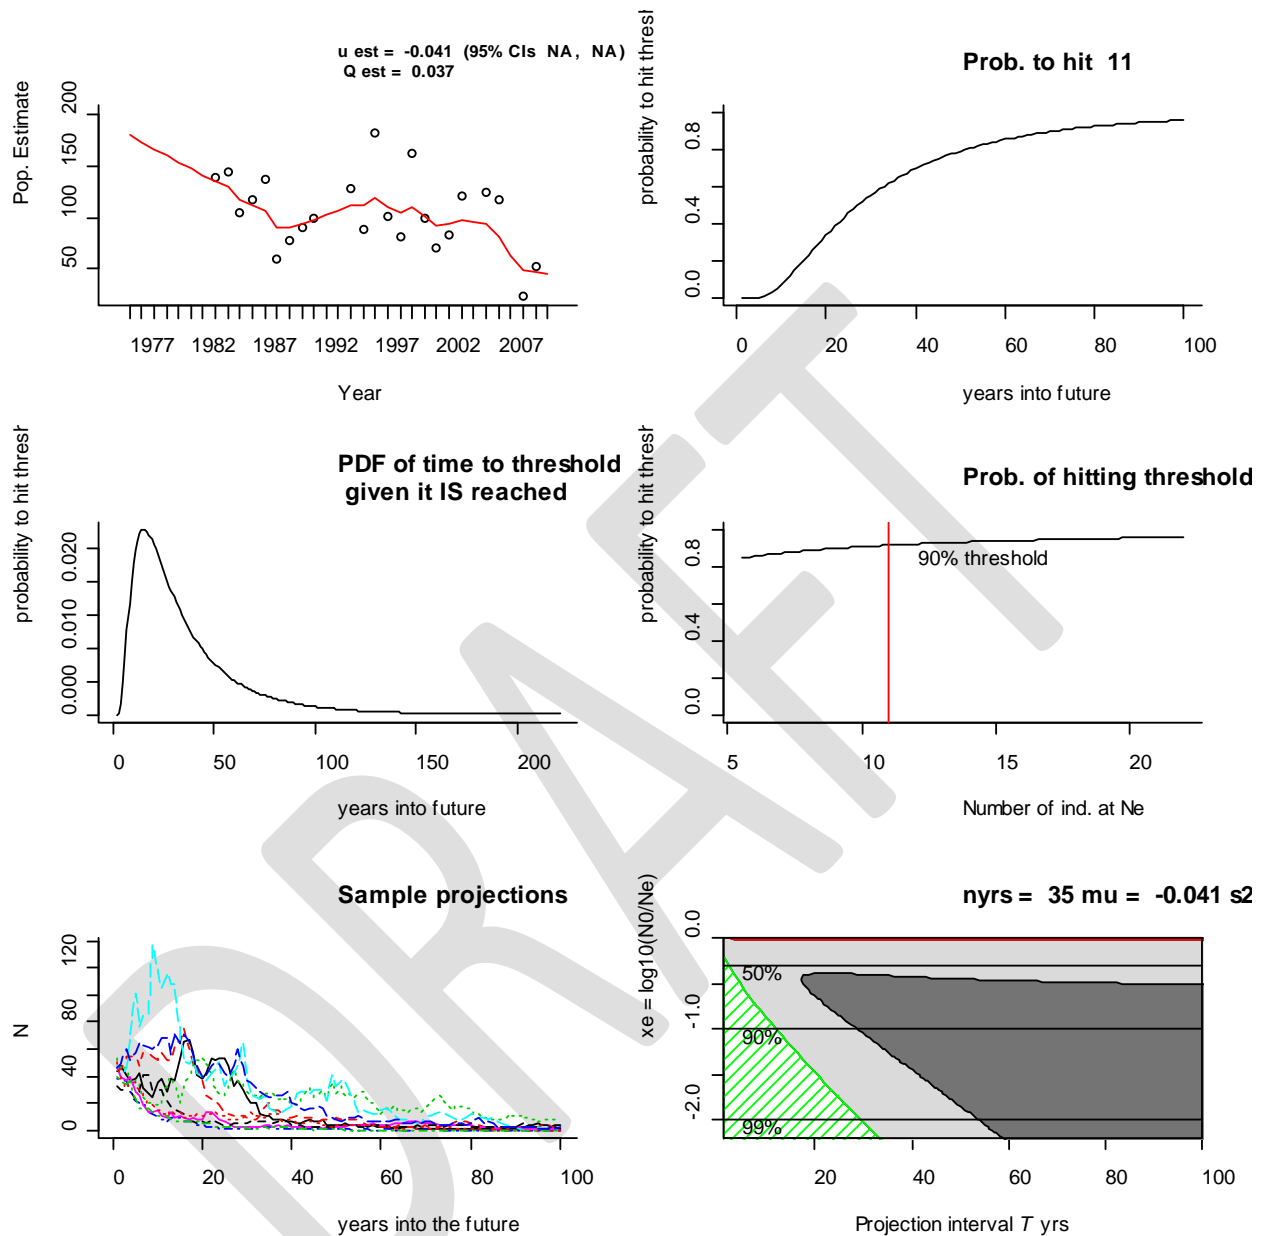 u est = -0.041 (95% CIs NA, NA)
Q est = 0.037
Pop. Estimate
200
150
100
50
1977 1982 1987 1992 1997 2002 2007
Year
Prob. to hit 11
probability to hit thresh
0.8
0.4
0.0
0 20 40 60 80 100
years into future
PDF of time to threshold
given it IS reached
probability to hit thresh
0.020
0.010
0.000
0 50 100 150 200
years into future
Prob. of hitting threshold
probability to hit thresh
0.8
0.4
0.0
90% threshold
5 10 15 20
Number of ind. at Ne
Sample projections
N
120
80
40
0
0 20 40 60 80 100
years into the future
nyrs = 35 mu = -0.041 s2
xe = log10(N0/Ne)
0.0
-1.0
-2.0
50%
90%
99%
20 40 60 80 100
Projection interval T yrs
DRAFT